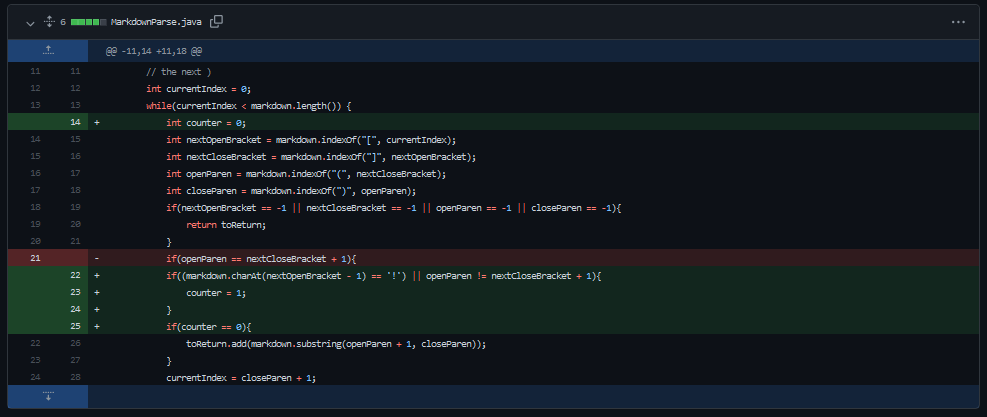 6 MarkdownParse.java
@@ -11,14 +11,18 @@
11 11 // the next )
12 12 int currentIndex = 0;
13 13 while(currentIndex < markdown.length()) {
14 + int counter = 0;
14 15 int nextOpenBracket = markdown.indexOf("[", currentIndex);
15 16 int nextCloseBracket = markdown.indexOf("]", nextOpenBracket);
16 17 int openParen = markdown.indexOf("(", nextCloseBracket);
17 18 int closeParen = markdown.indexOf(")", openParen);
18 19 if(nextOpenBracket == -1 || nextCloseBracket == -1 || openParen == -1 || closeParen == -1){
19 20 return toReturn;
20 21 }
21 - if(openParen == nextCloseBracket + 1){
22 + if((markdown.charAt(nextOpenBracket - 1) == '!') || openParen != nextCloseBracket + 1){
23 + counter = 1;
24 + }
25 + if(counter == 0){
22 26 toReturn.add(markdown.substring(openParen + 1, closeParen));
23 27 }
24 28 currentIndex = closeParen + 1;